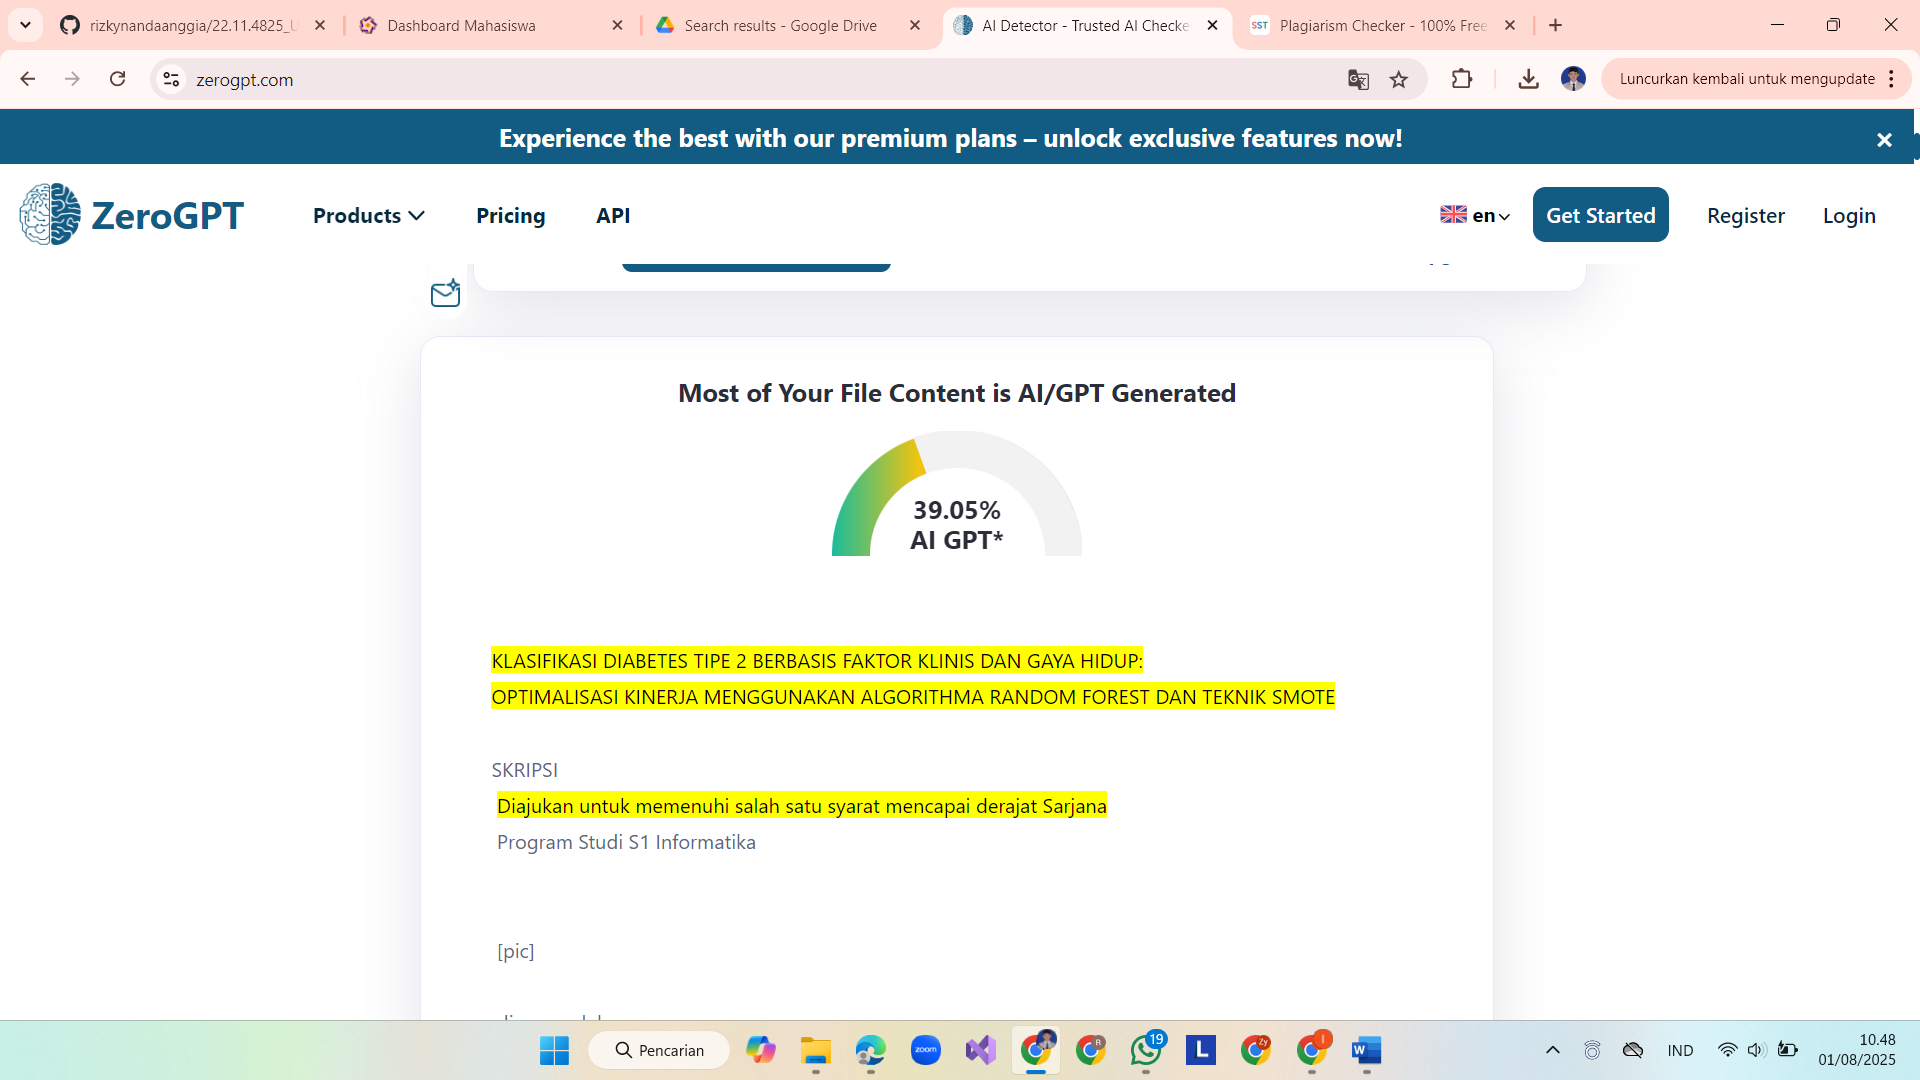 rizkynandaanggia/22.11.4825_U
Dashboard Mahasiswa
Search results - Google Drive
AI Detector - Trusted AI Checke
SST
Plagiarism Checker - 100% Free
zerogpt.com
Luncurkan kembali untuk mengupdate
Experience the best with our premium plans – unlock exclusive features now!
ZeroGPT
Products
Pricing
API
en
Get Started
Register
Login
Most of Your File Content is AI/GPT Generated
39.05%
AI GPT*
KLASIFIKASI DIABETES TIPE 2 BERBASIS FAKTOR KLINIS DAN GAYA HIDUP:
OPTIMALISASI KINERJA MENGGUNAKAN ALGORITHMA RANDOM FOREST DAN TEKNIK SMOTE
SKRIPSI
Diajukan untuk memenuhi salah satu syarat mencapai derajat Sarjana
Program Studi S1 Informatika
[pic]
Pencarian
zoom
R
19
L
Zy
I
W
IND
10.48
01/08/2025